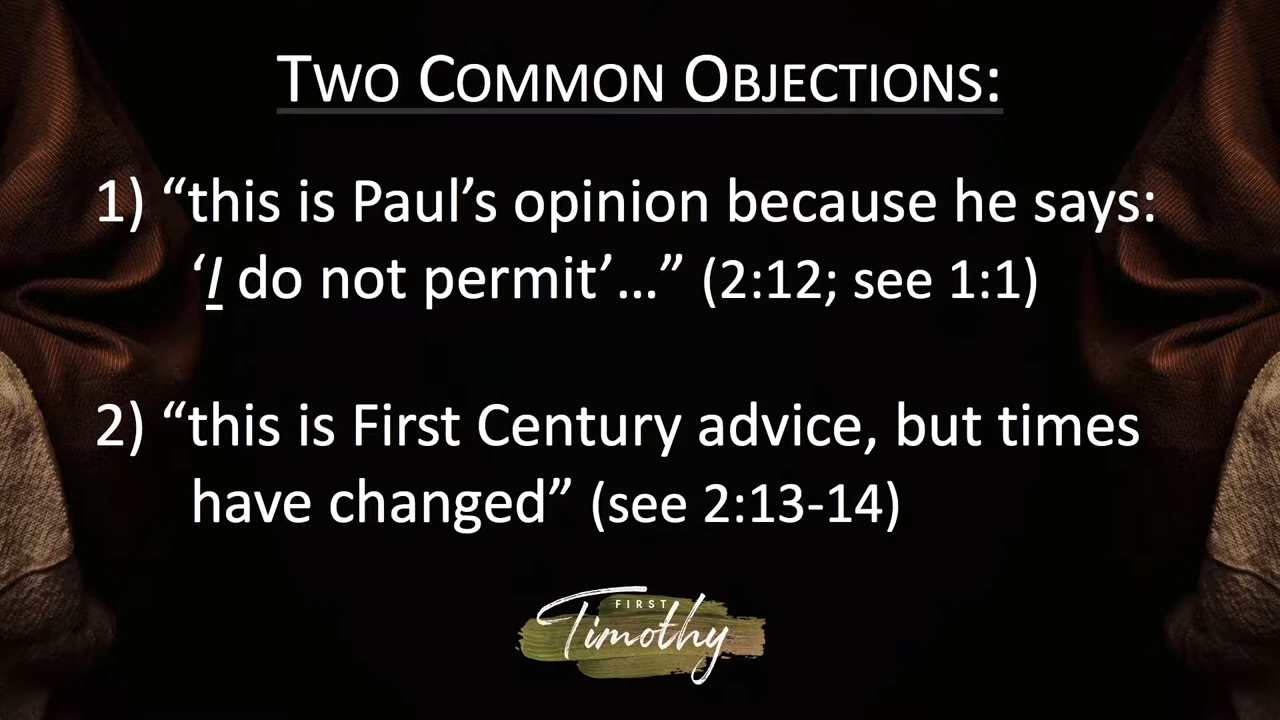 TWO COMMON OBJECTIONS:
1) “this is Paul’s opinion because he says:
‘I do not permit’...” (2:12; see 1:1)
2) “this is First Century advice, but times
have changed” (see 2:13-14)
FIRST
Timothy